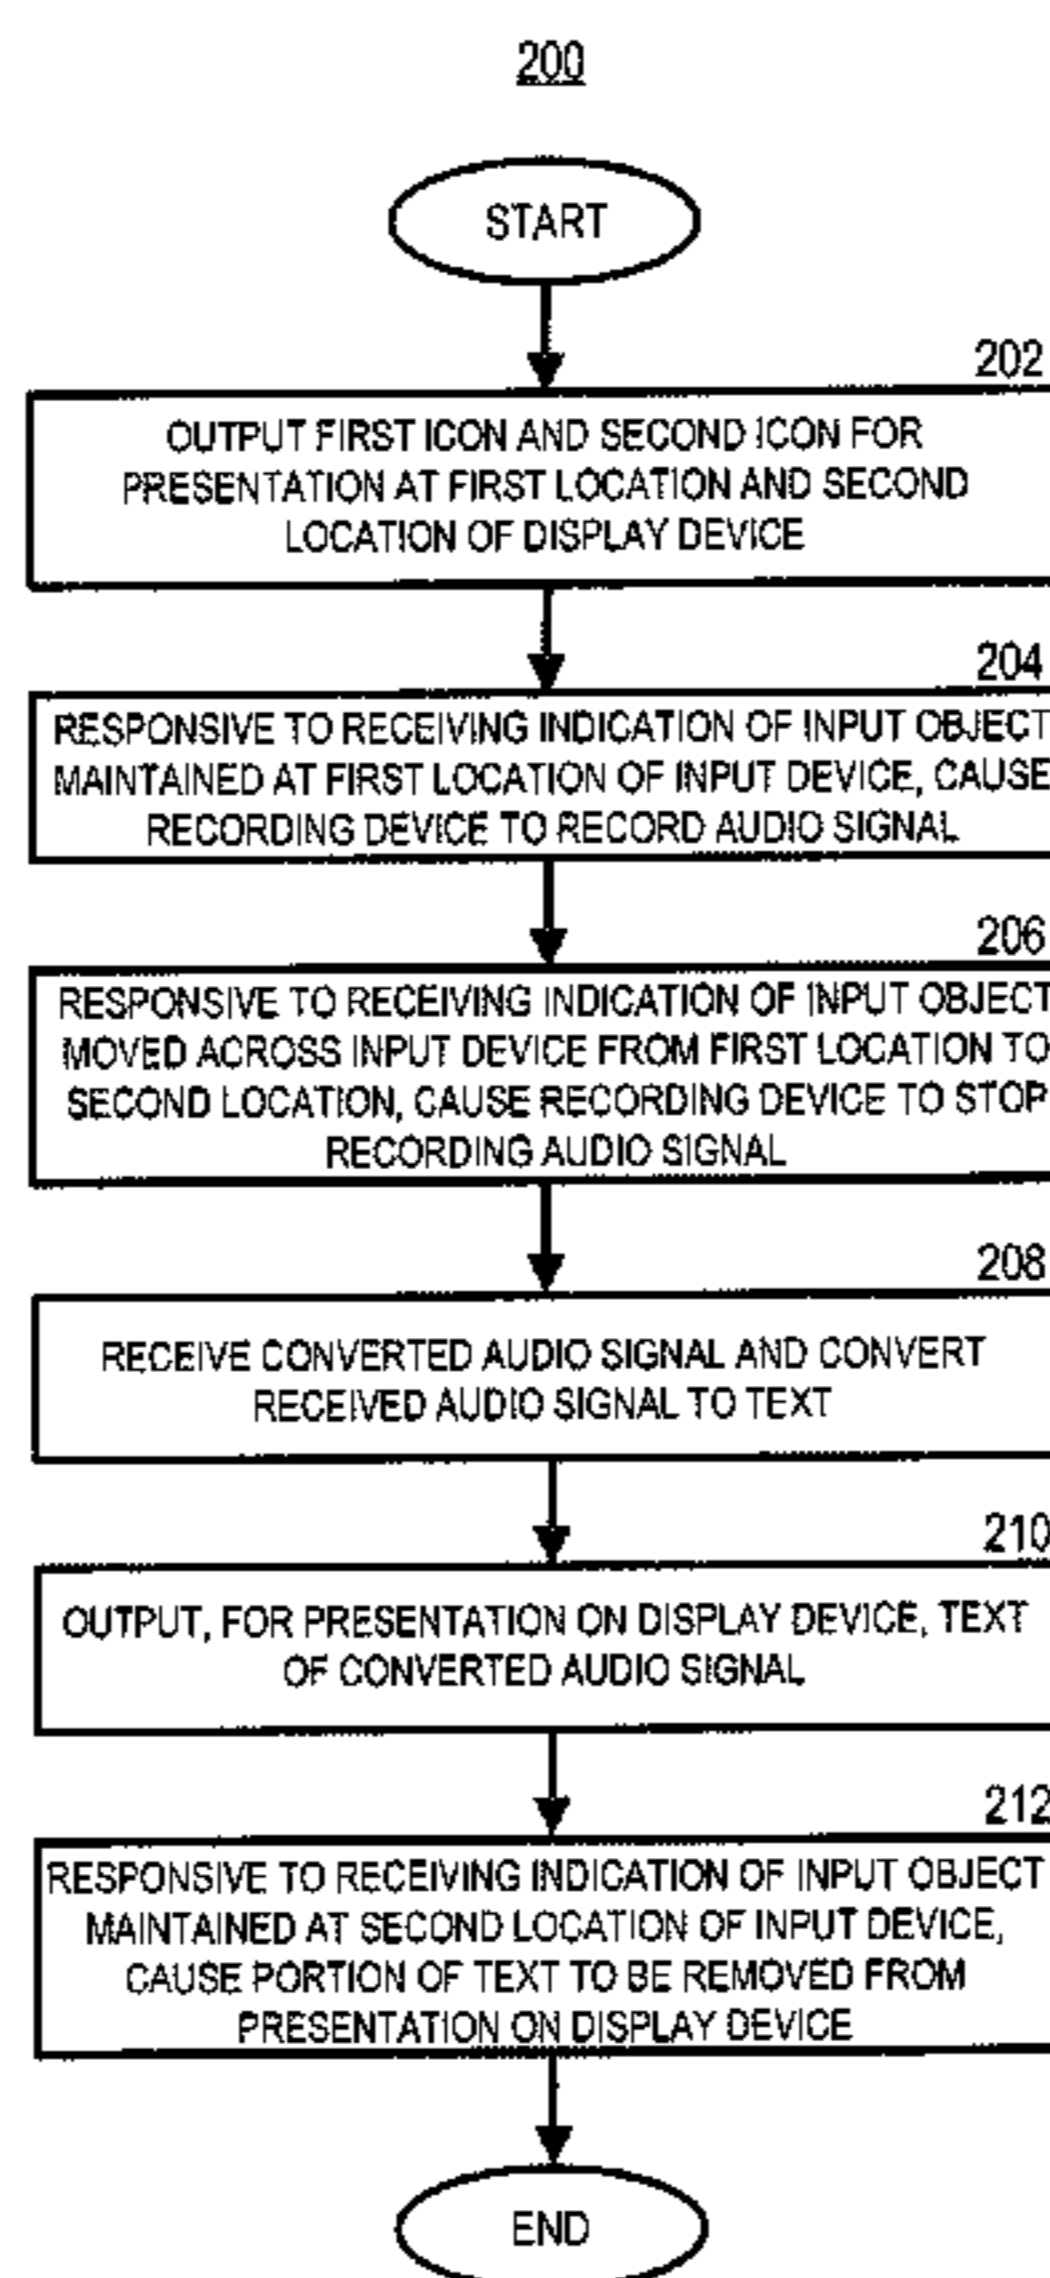 200
START
202
OUTPUT FIRST ICON AND SECOND ICON FOR
PRESENTATION AT FIRST LOCATION AND SECOND
LOCATION OF DISPLAY DEVICE
204
RESPONSIVE TO RECEIVING INDICATION OF INPUT OBJECT
MAINTAINED AT FIRST LOCATION OF INPUT DEVICE, CAUSE
RECORDING DEVICE TO RECORD AUDIO SIGNAL
206
RESPONSIVE TO RECEIVING INDICATION OF INPUT OBJECT
MOVED ACROSS INPUT DEVICE FROM FIRST LOCATION TO
SECOND LOCATION, CAUSE RECORDING DEVICE TO STOP
RECORDING AUDIO SIGNAL
208
RECEIVE CONVERTED AUDIO SIGNAL AND CONVERT
RECEIVED AUDIO SIGNAL TO TEXT
210
OUTPUT, FOR PRESENTATION ON DISPLAY DEVICE, TEXT
OF CONVERTED AUDIO SIGNAL
212
RESPONSIVE TO RECEIVING INDICATION OF INPUT OBJECT
MAINTAINED AT SECOND LOCATION OF INPUT DEVICE,
CAUSE PORTION OF TEXT TO BE REMOVED FROM
PRESENTATION ON DISPLAY DEVICE
END